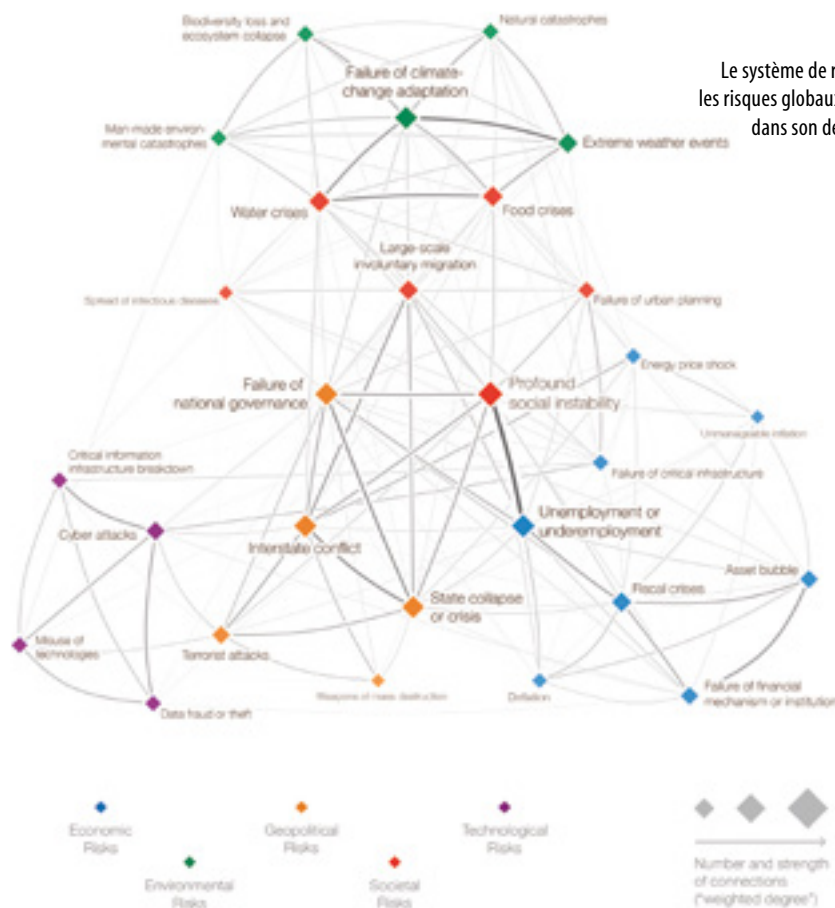 Biodiversity loss and
ecosystem collapse
Natural catastrophes
Failure of climate-
change adaptation
Le système de
les risques globaux
dans son
Man-made environ-
mental catastrophes
Extreme weather events
Water crises
Food crises
Large-scale
involuntary migration
Spread of infectious diseases
Failure of urban planning
Energy price shock
Failure of
national governance
Profound
social instability
Unmanageable inflation
Critical information
infrastructure breakdown
Failure of critical infrastructure
Cyber attacks
Interstate conflict
Unemployment or
underemployment
Asset bubble
Fiscal crises
State collapse
or crisis
Misuse of
technologies
Terrorist attacks
Weapons of mass destruction
Deflation
Failure of financial
mechanism or institution
Data fraud or theft
Economic
Risks
Geopolitical
Risks
Technological
Risks
Environmental
Risks
Societal
Risks
Number and strength
of connections
("weighted degree")